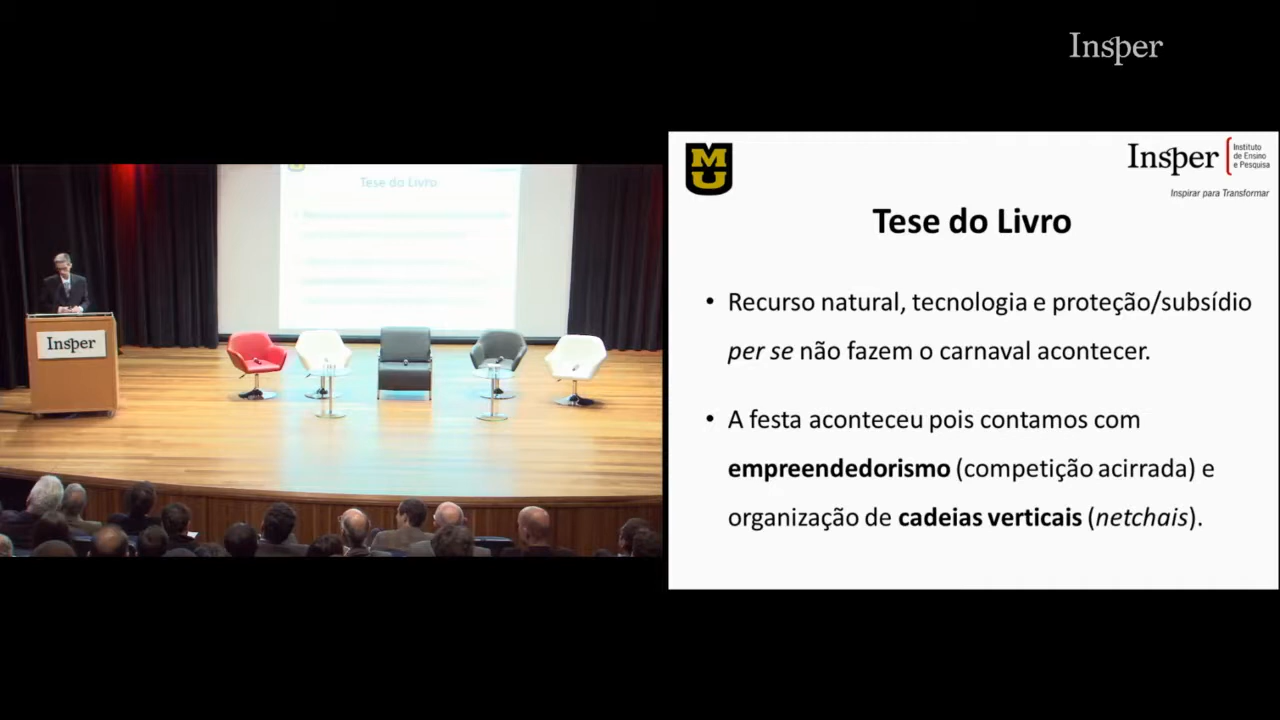 Insper
Tese do Livro
Insper
MU
Insper
Instituto
de Ensino
e Pesquisa
Inspirar para Transformar
Tese do Livro
• Recurso natural, tecnologia e proteção/subsídio
per se não fazem o carnaval acontecer.
• A festa aconteceu pois contamos com
empreendedorismo (competição acirrada) e
organização de cadeias verticais (netchais).